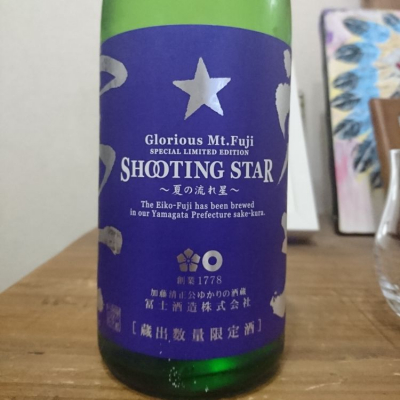 Glorious Mt.Fuji
SPECIAL LIMITED EDITION
SHOOTING STAR
～夏の流れ星～
The Eiko-Fuji has been brewed
in our Yamagata Prefecture sake-kura.
創業1778
加藤清正公ゆかりの酒蔵
冨士酒造株式会社
[蔵出数量限定酒]